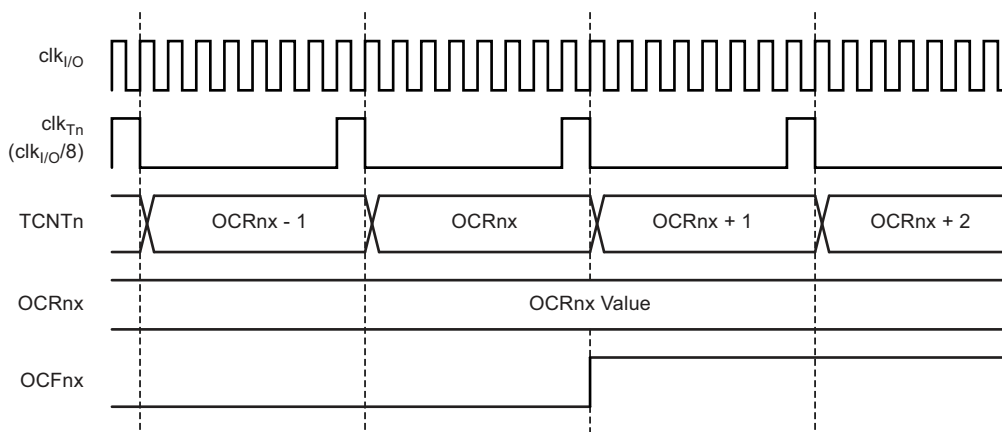 clkI/O
clkTn
(clkI/O/8)
TCNTn
OCRnx - 1
OCRnx
OCRnx + 1
OCRnx + 2
OCRnx
OCRnx Value
OCFnx